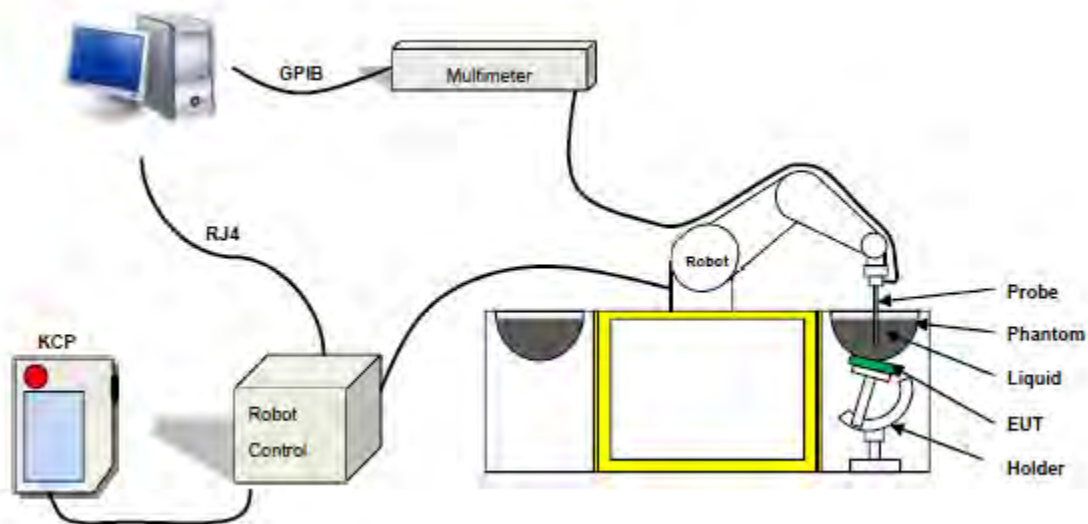 GPIB
Multimeter
RJ4
Robot
Probe
Phantom
KCP
Liquid
Robot
Control
EUT
Holder